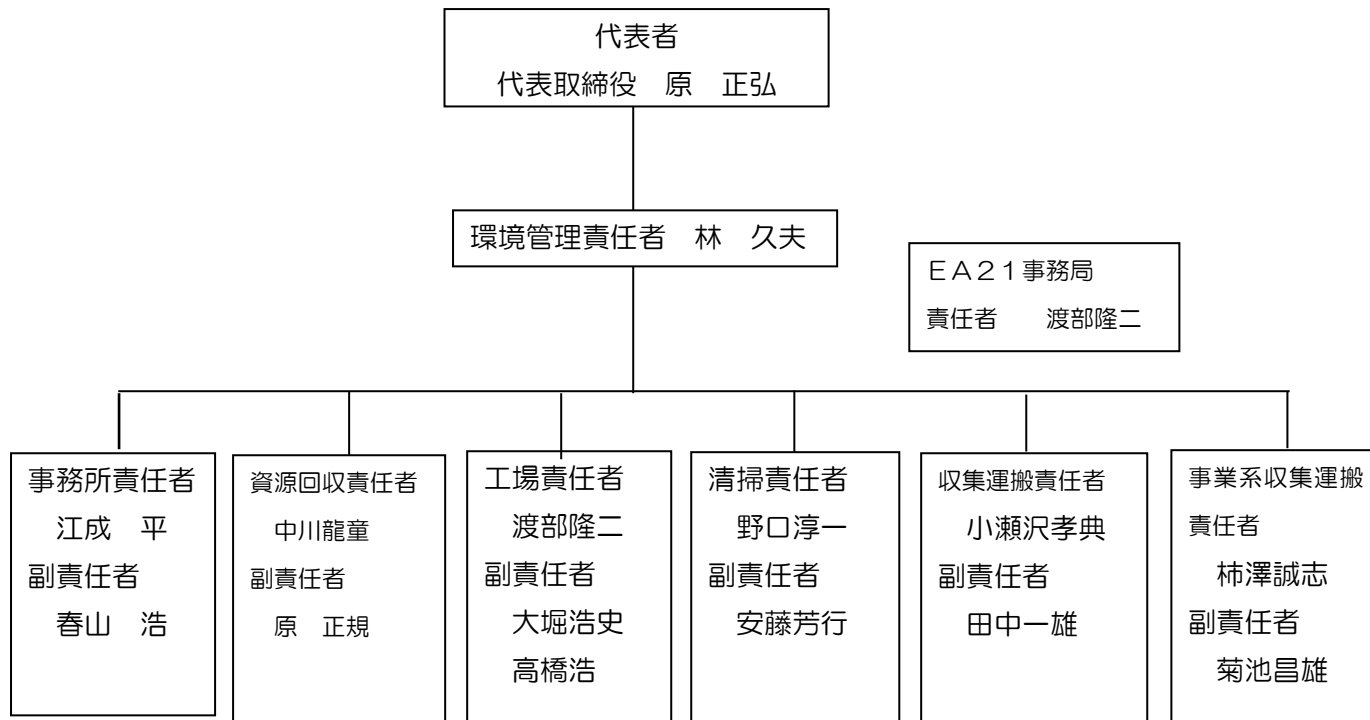 代表者
代表取締役　原　正弘
環境管理責任者　林　久夫
ＥＡ２１事務局
責任者　　渡部隆二
事務所責任者
江成　平
副責任者
春山　浩
資源回収責任者
中川龍童
副責任者
原　正規
工場責任者
渡部隆二
副責任者
大堀浩史
高橋浩
清掃責任者
野口淳一
副責任者
安藤芳行
収集運搬責任者
小瀬沢孝典
副責任者
田中一雄
事業系収集運搬
責任者
柿澤誠志
副責任者
菊池昌雄